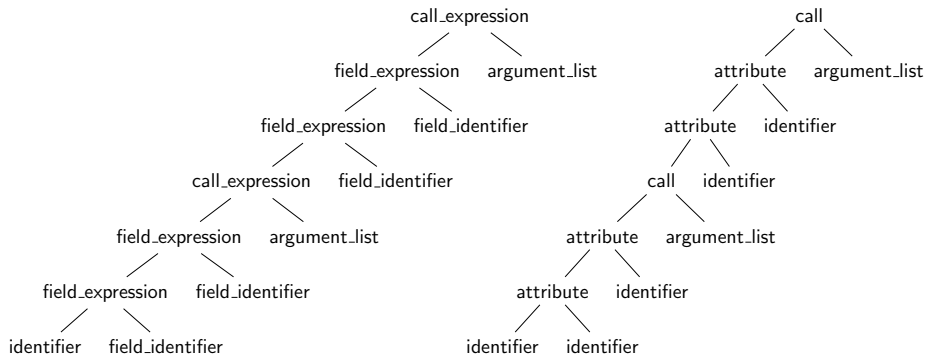 call_expression call
field_expression argument_list attribute argument_list
field_expression field_identifier attribute identifier
call_expression field_identifier call identifier
field_expression argument_list attribute argument_list
field_expression field_identifier attribute identifier
identifier field_identifier identifier identifier